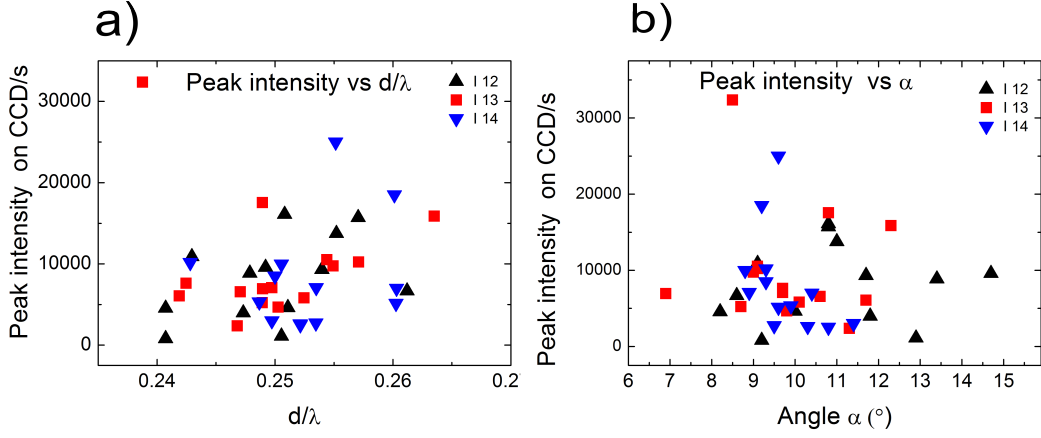 a)
Peak intensity vs d/λ
I 12
I 13
I 14
Peak intensity on CCD/s
30000
20000
10000
0
0.24
0.25
0.26
0.2
d/λ
b)
Peak intensity vs α
I 12
I 13
I 14
Peak intensity on CCD/s
30000
20000
10000
0
6 7 8 9 10 11 12 13 14 15
Angle α (°)